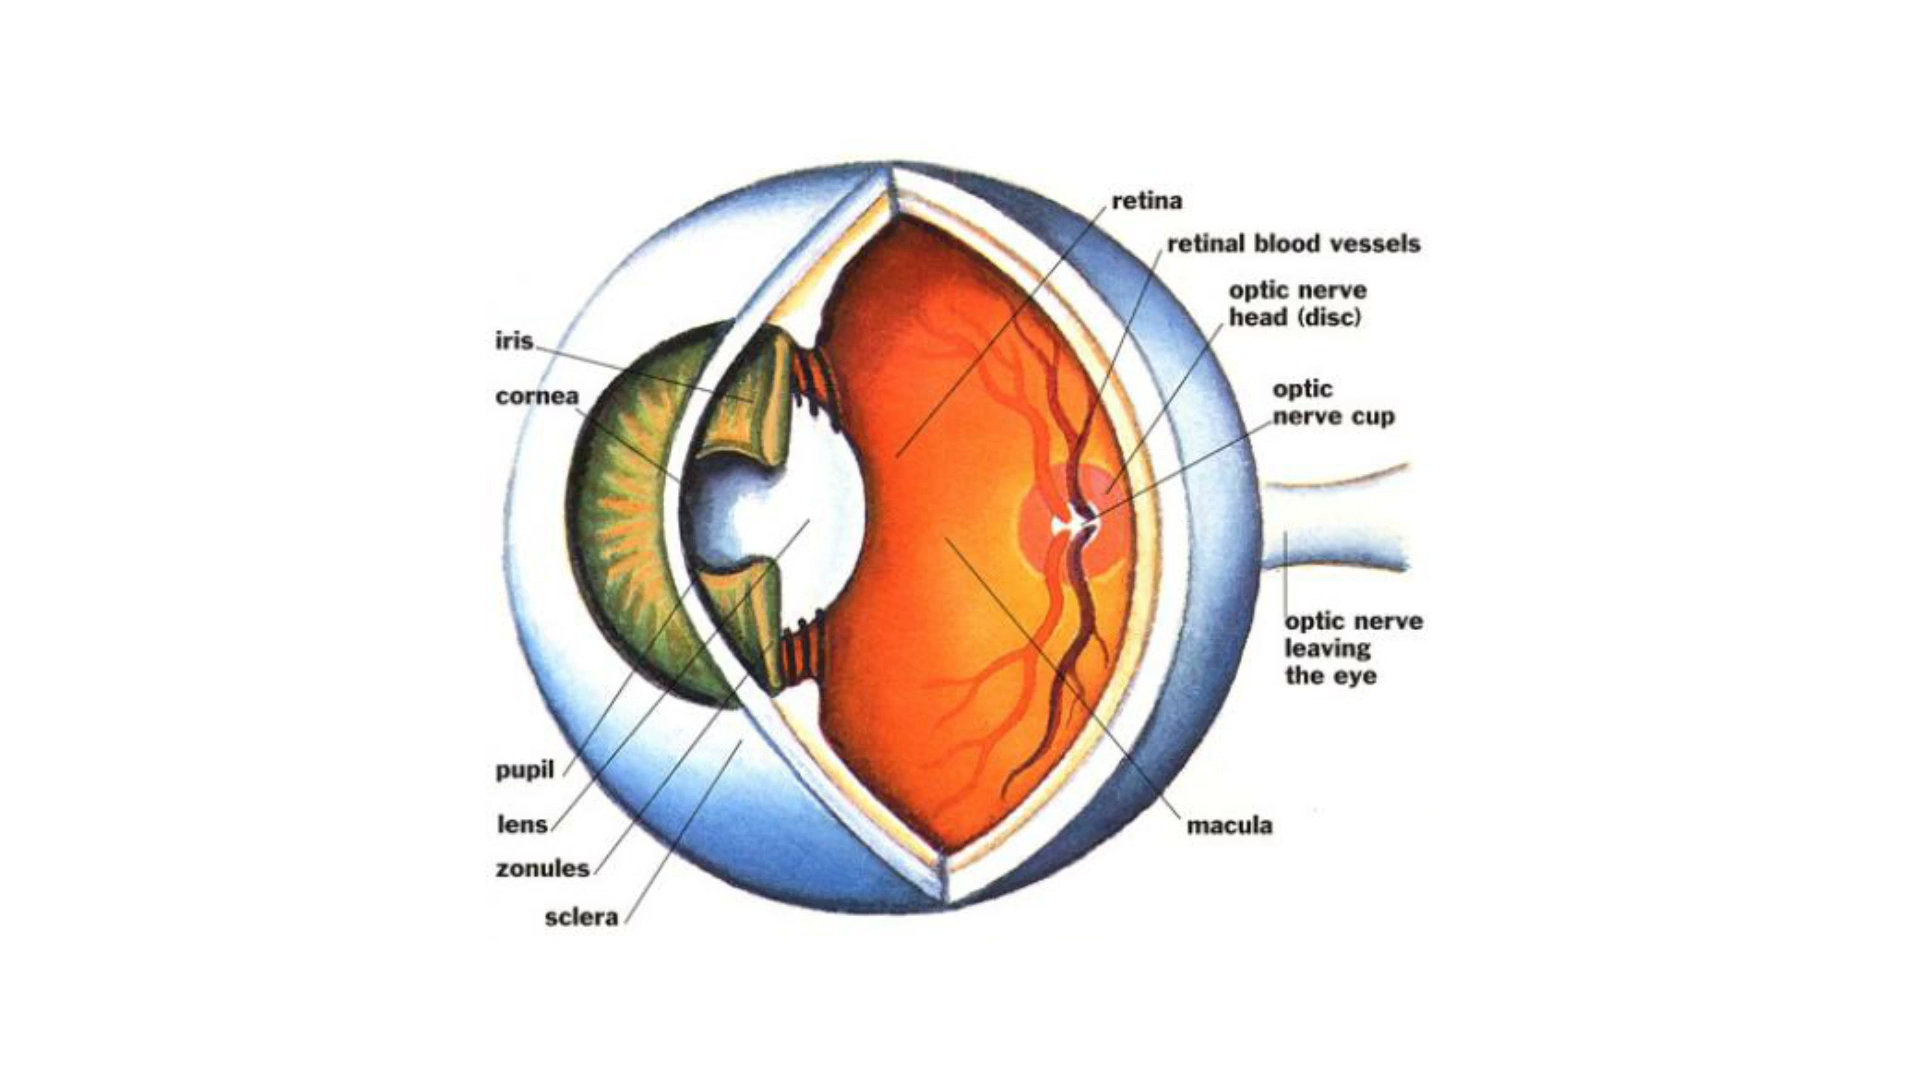 retina
retinal blood vessels
optic nerve
head (disc)
iris
cornea
optic
nerve cup
optic nerve
leaving
the eye
pupil
lens
zonules
sclera
macula